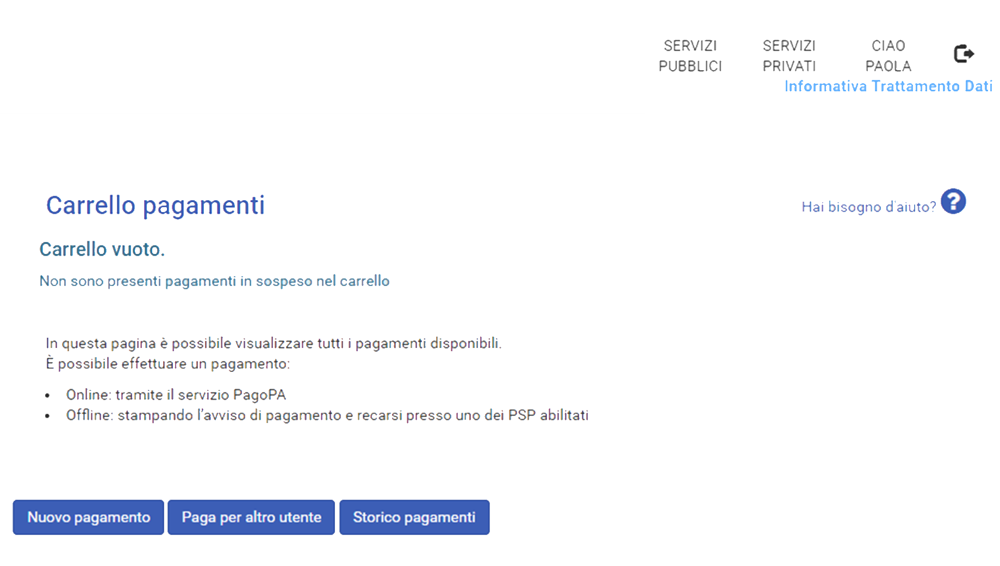 SERVIZI PUBBLICI
SERVIZI PRIVATI
CIAO PAOLA
Informativa Trattamento Dati
Carrello pagamenti
Hai bisogno d'aiuto?
Carrello vuoto.
Non sono presenti pagamenti in sospeso nel carrello
In questa pagina è possibile visualizzare tutti i pagamenti disponibili.
È possibile effettuare un pagamento:
• Online: tramite il servizio PagoPA
• Offline: stampando l'avviso di pagamento e recarsi presso uno dei PSP abilitati
Nuovo pagamento
Paga per altro utente
Storico pagamenti